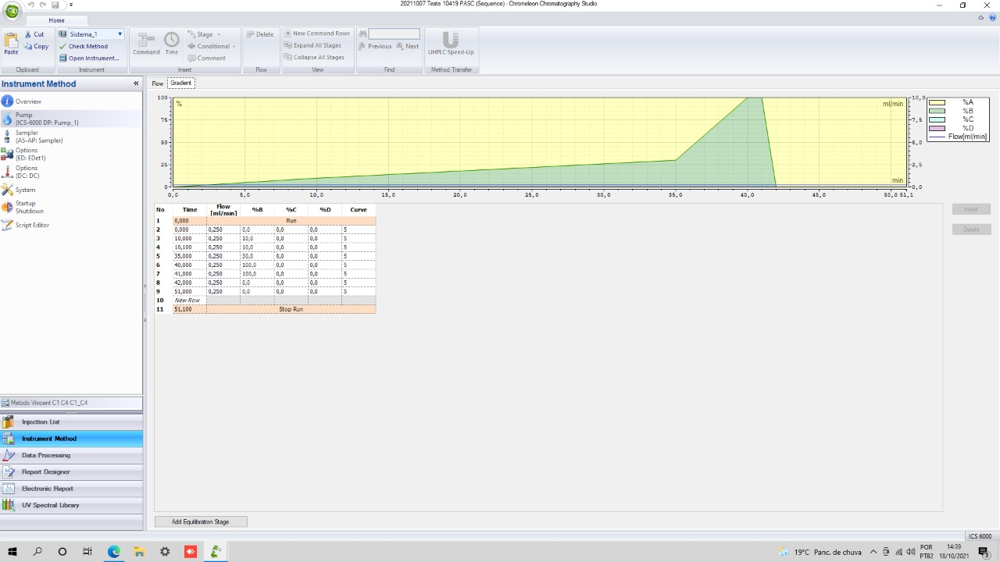 20211007 Teste 10419 PASC (Sequence) - Chromeleon Chromatography Studio
Home
Paste
Cut
Copy
Clipboard
Sistema_1
Check Method
Open Instrument...
Instrument
Command
Time
Stage
Conditional
Comment
Insert
Delete
Flow
New Command Rows
Expand All Stages
Collapse All Stages
View
Previous
Next
Find
UHPLC Speed-Up
Method Transfer
Instrument Method
Overview
Pump
(ICS-6000 DP: Pump_1)
Sampler
(AS-AP: Sampler)
Options
(ED: EDet1)
Options
(DC: DC)
System
Startup
Shutdown
Script Editor
Metodo Vincent C1 C4 C1_C4
Injection List
Instrument Method
Data Processing
Report Designer
Electronic Report
UV Spectral Library
Flow Gradient
% ml/min
100 10,0
75 7,5
50 5,0
25 2,5
0 0,0
min
0,0 5,0 10,0 15,0 20,0 25,0 30,0 35,0 40,0 45,0 50,0 51,1
%A
%B
%C
%D
Flow[ml/min]
No Time Flow [ml/min] %B %C %D Curve
1 0,000 Run
2 0,000 0,250 0,0 0,0 0,0 5
3 10,000 0,250 10,0 0,0 0,0 5
4 10,100 0,250 10,0 0,0 0,0 5
5 35,000 0,250 30,0 0,0 0,0 5
6 40,000 0,250 100,0 0,0 0,0 5
7 41,000 0,250 100,0 0,0 0,0 5
8 42,000 0,250 0,0 0,0 0,0 5
9 51,000 0,250 0,0 0,0 0,0 5
10 New Row
11 51,100 Stop Run
Insert
Delete
Add Equilibration Stage
ICS 6000
19°C Panc. de chuva
POR
PTB2
14:39
18/10/2021